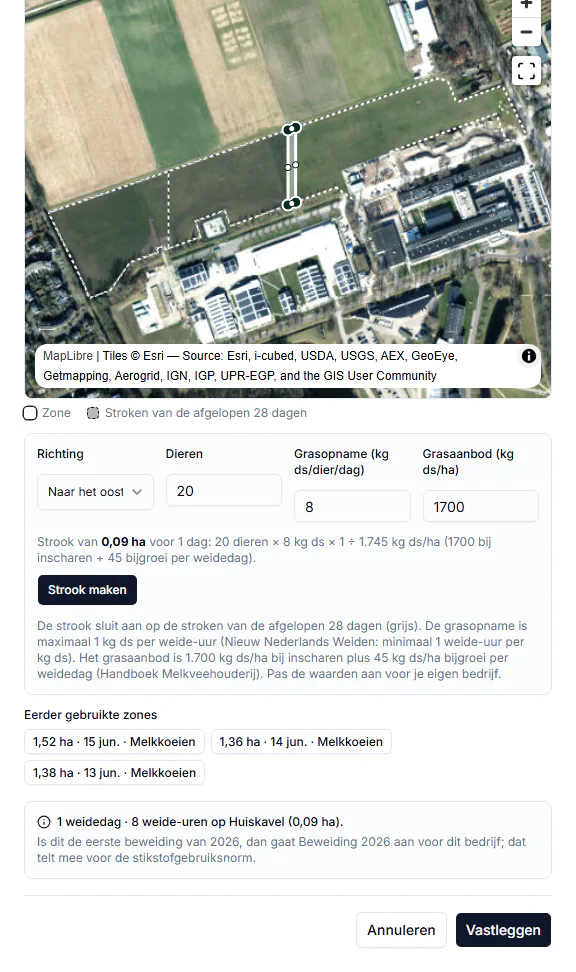 MapLibre | Tiles © Esri — Source: Esri, i-cubed, USDA, USGS, AEX, GeoEye,
Getmapping, Aerogrid, IGN, IGP, UPR-EGP, and the GIS User Community
Zone
Stroken van de afgelopen 28 dagen
Richting
Dieren
Grasopname (kg
ds/dier/dag)
Grasaanbod (kg
ds/ha)
Naar het oost
20
8
1700
Strook van 0,09 ha voor 1 dag: 20 dieren × 8 kg ds × 1 ÷ 1.745 kg ds/ha (1700 bij
inscharen + 45 bijgroei per weidedag).
Strook maken
De strook sluit aan op de stroken van de afgelopen 28 dagen (grijs). De grasopname is
maximaal 1 kg ds per weide-uur (Nieuw Nederlands Weiden: minimaal 1 weide-uur per
kg ds). Het grasaanbod is 1.700 kg ds/ha bij inscharen plus 45 kg ds/ha bijgroei per
weidedag (Handboek Melkveehouderij). Pas de waarden aan voor je eigen bedrijf.
Eerder gebruikte zones
1,52 ha · 15 jun. · Melkkoeien
1,36 ha · 14 jun. · Melkkoeien
1,38 ha · 13 jun. · Melkkoeien
1 weidedag · 8 weide-uren op Huiskavel (0,09 ha).
Is dit de eerste beweiding van 2026, dan gaat Beweiding 2026 aan voor dit bedrijf; dat
telt mee voor de stikstofgebruiksnorm.
Annuleren
Vastleggen